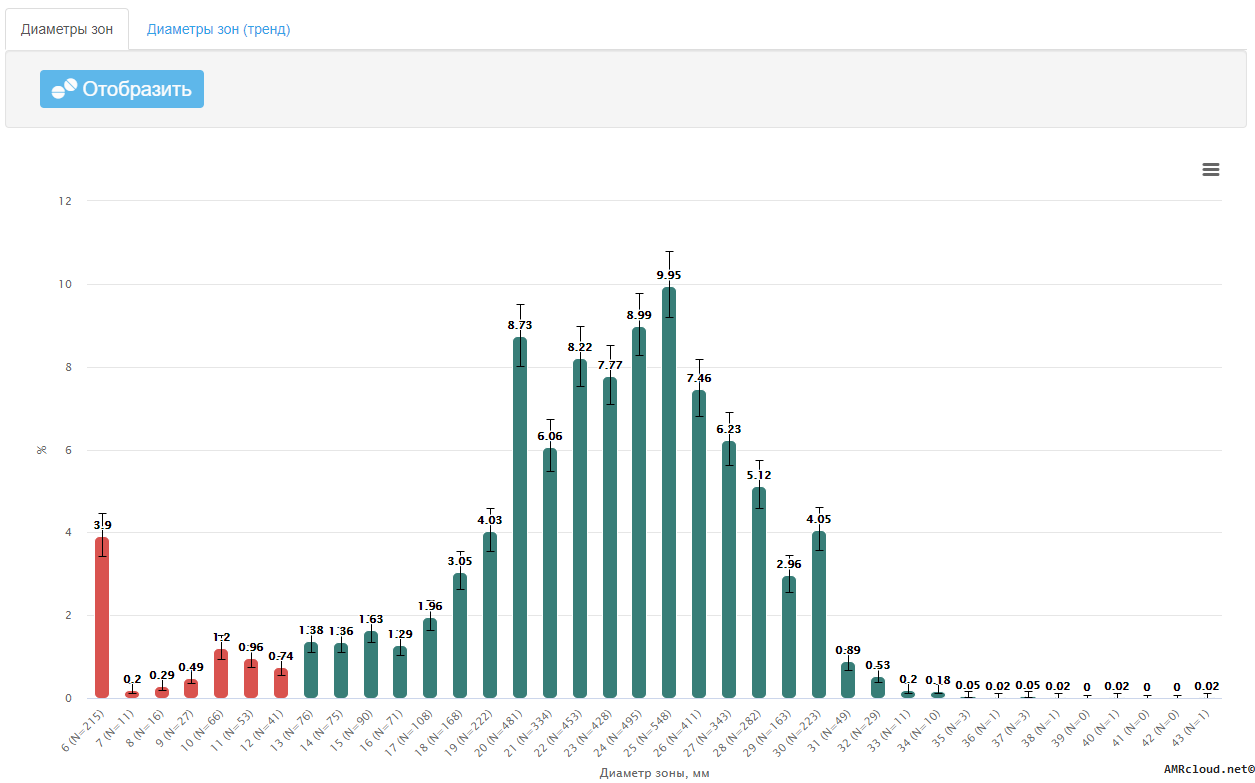 Диаметры зон
Диаметры зон (тренд)
Отобразить
12
10
8
6
4
2
0
%
3.9
0.2
0.29
0.49
1.2
0.96
0.74
1.38
1.36
1.63
1.29
1.96
3.05
4.03
8.73
6.06
8.22
7.77
8.99
9.95
7.46
6.23
5.12
2.96
4.05
0.89
0.53
0.2
0.18
0.05
0.02
0.05
0.02
0
0.02
0
0
0.02
6 (N=215)
7 (N=11)
8 (N=16)
9 (N=27)
10 (N=66)
11 (N=53)
12 (N=41)
13 (N=76)
14 (N=75)
15 (N=90)
16 (N=71)
17 (N=108)
18 (N=168)
19 (N=222)
20 (N=481)
21 (N=334)
22 (N=453)
23 (N=428)
24 (N=495)
25 (N=548)
26 (N=411)
27 (N=343)
28 (N=282)
29 (N=163)
30 (N=223)
31 (N=49)
32 (N=29)
33 (N=11)
34 (N=10)
35 (N=3)
36 (N=1)
37 (N=3)
38 (N=1)
39 (N=0)
40 (N=1)
41 (N=0)
42 (N=0)
43 (N=1)
Диаметр зоны, мм
AMRcloud.net©